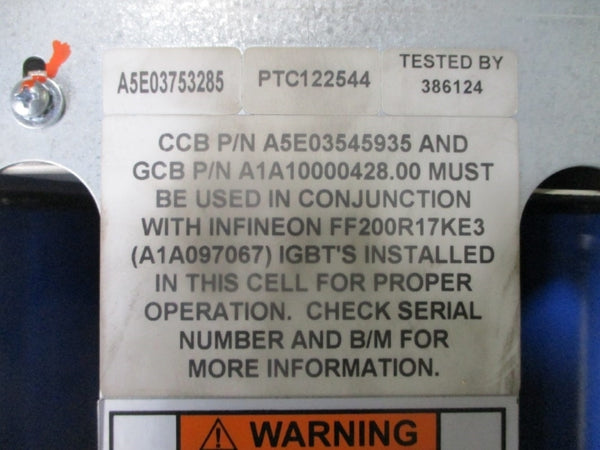 A5E03753285
PTC122544
TESTED BY
386124
CCB P/N A5E03545935 AND
GCB P/N A1A10000428.00 MUST
BE USED IN CONJUNCTION
WITH INFINEON FF200R17KE3
(A1A097067) IGBT'S INSTALLED
IN THIS CELL FOR PROPER
OPERATION. CHECK SERIAL
NUMBER AND B/M FOR
MORE INFORMATION.
WARNING